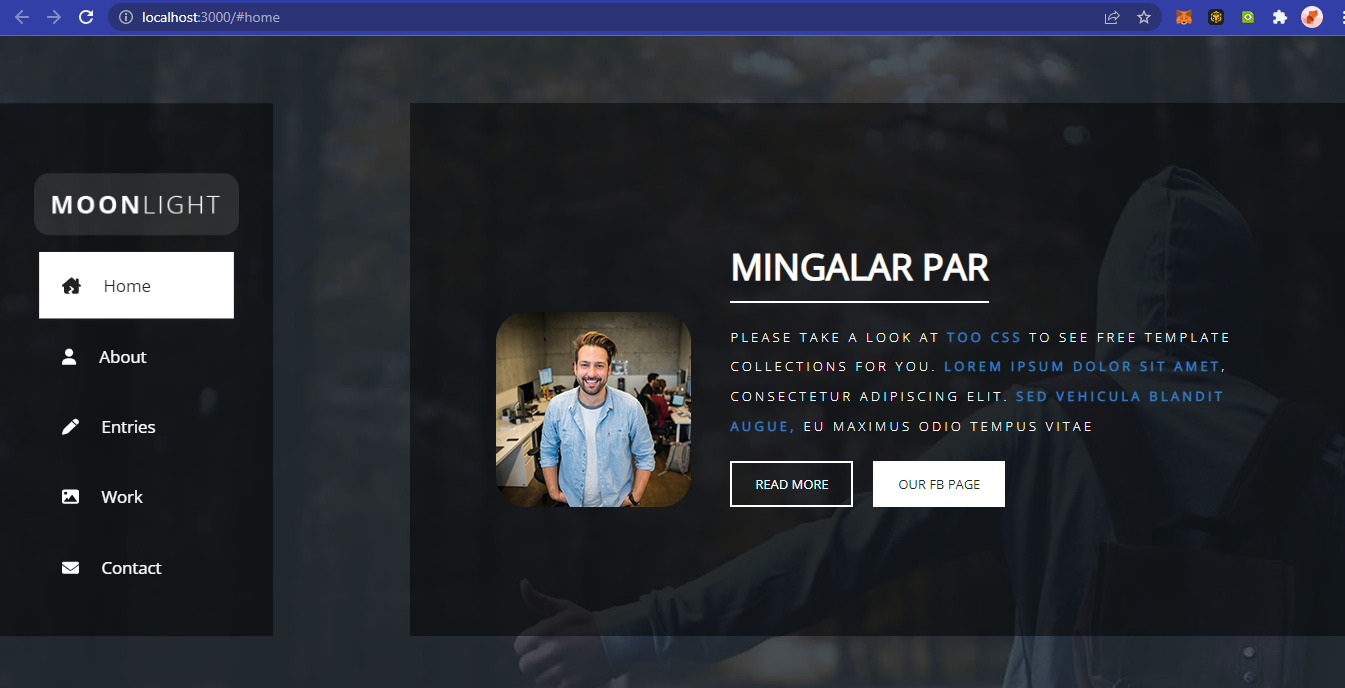 localhost:3000/#home
MOONLIGHT
Home
About
Entries
Work
Contact
MINGALAR PAR
PLEASE TAKE A LOOK AT TOO CSS TO SEE FREE TEMPLATE
COLLECTIONS FOR YOU. LOREM IPSUM DOLOR SIT AMET,
CONSECTETUR ADIPISCING ELIT. SED VEHICULA BLANDIT
AUGUE, EU MAXIMUS ODIO TEMPUS VITAE
READ MORE
OUR FB PAGE